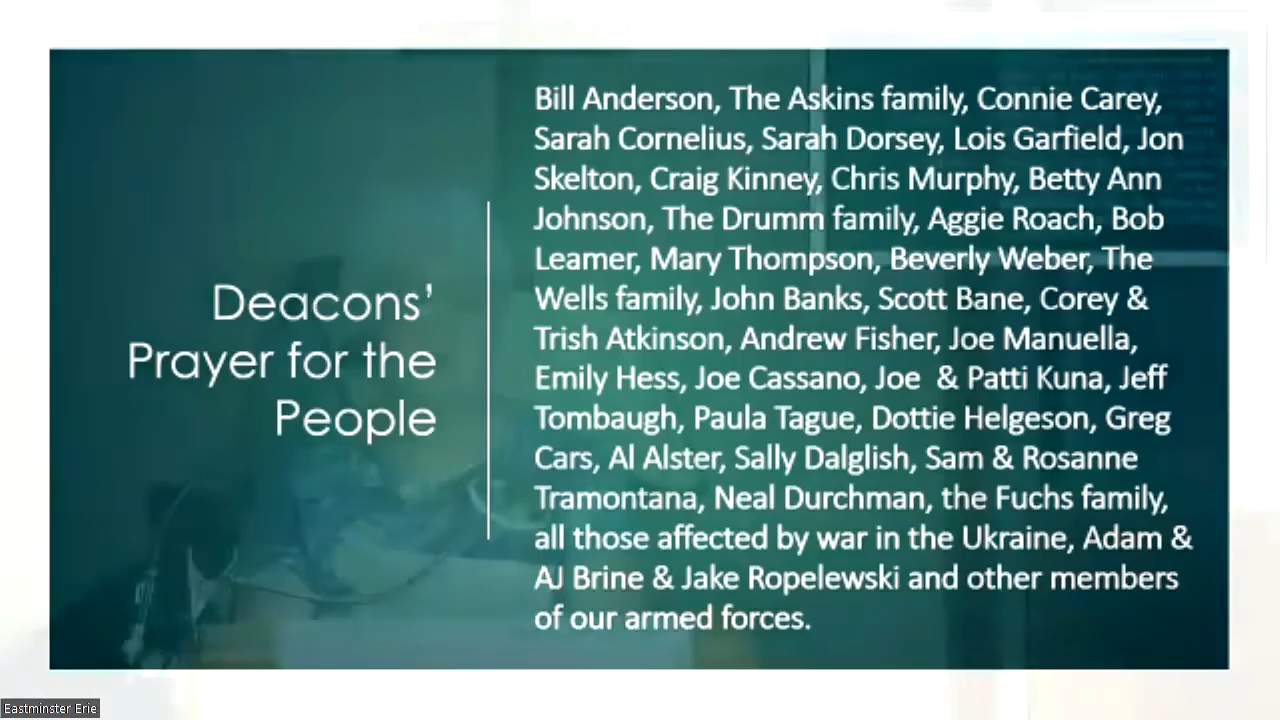 Deacons’
Prayer for the
People
Bill Anderson, The Askins family, Connie Carey,
Sarah Cornelius, Sarah Dorsey, Lois Garfield, Jon
Skelton, Craig Kinney, Chris Murphy, Betty Ann
Johnson, The Drumm family, Aggie Roach, Bob
Leamer, Mary Thompson, Beverly Weber, The
Wells family, John Banks, Scott Bane, Corey &
Trish Atkinson, Andrew Fisher, Joe Manuella,
Emily Hess, Joe Cassano, Joe  & Patti Kuna, Jeff
Tombaugh, Paula Tague, Dottie Helgeson, Greg
Cars, Al Alster, Sally Dalglish, Sam & Rosanne
Tramontana, Neal Durchman, the Fuchs family,
all those affected by war in the Ukraine, Adam &
AJ Brine & Jake Ropelewski and other members
of our armed forces.
Eastminster Erie